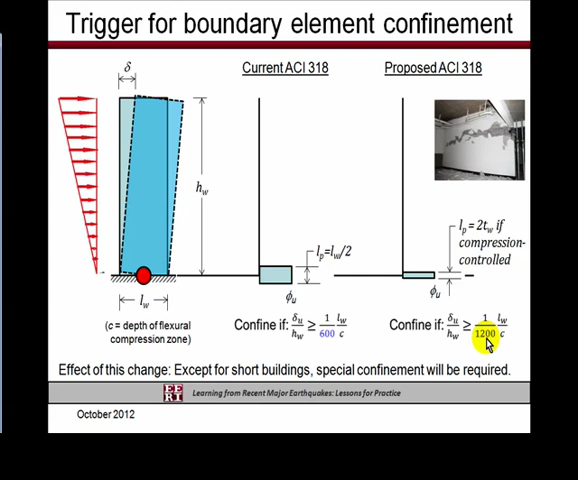 Trigger for boundary element confinement
δ
Current ACI 318
Proposed ACI 318
h_w
l_p = l_w/2
l_p = 2t_w if
compression-
controlled
ϕ_u
ϕ_u
l_w
(c = depth of flexural
compression zone)
Confine if: δ_u/h_w ≥ 1/600 l_w/c
Confine if: δ_u/h_w ≥ 1/1200 l_w/c
Effect of this change: Except for short buildings, special confinement will be required.
EERI
Learning from Recent Major Earthquakes: Lessons for Practice
October 2012